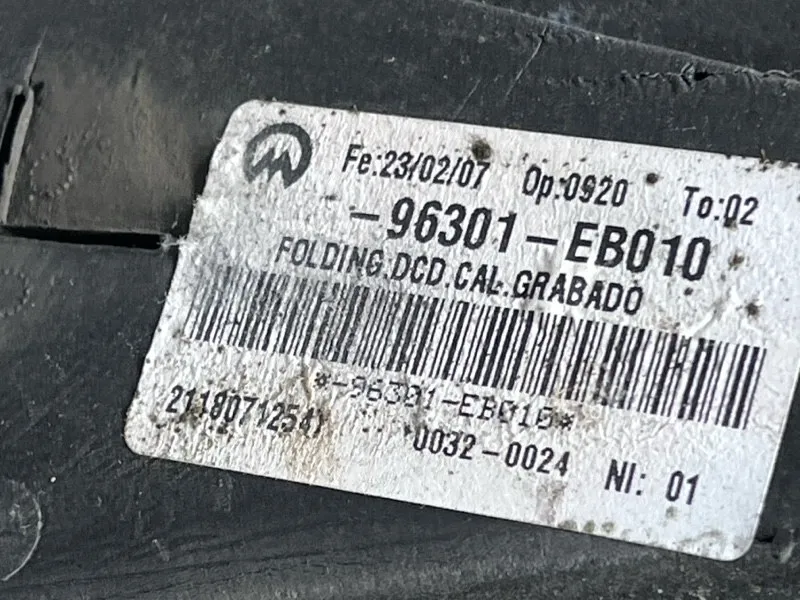 Fe:23/02/07 Op:0920 To:02
-96301-EB010
FOLDING.DCD.CAL.GRABADO
*-96301-EB010*
21180712541 0032-0024 NI: 01